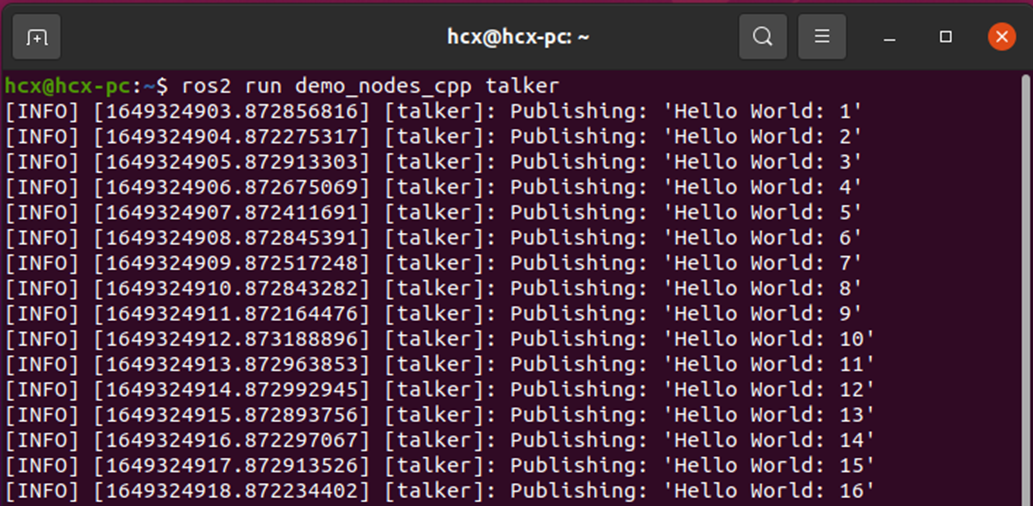 hcx@hcx-pc: ~
hcx@hcx-pc:~$ ros2 run demo_nodes_cpp talker
[INFO] [1649324903.872856816] [talker]: Publishing: 'Hello World: 1'
[INFO] [1649324904.872275317] [talker]: Publishing: 'Hello World: 2'
[INFO] [1649324905.872913303] [talker]: Publishing: 'Hello World: 3'
[INFO] [1649324906.872675069] [talker]: Publishing: 'Hello World: 4'
[INFO] [1649324907.872411691] [talker]: Publishing: 'Hello World: 5'
[INFO] [1649324908.872845391] [talker]: Publishing: 'Hello World: 6'
[INFO] [1649324909.872517248] [talker]: Publishing: 'Hello World: 7'
[INFO] [1649324910.872843282] [talker]: Publishing: 'Hello World: 8'
[INFO] [1649324911.872164476] [talker]: Publishing: 'Hello World: 9'
[INFO] [1649324912.873188896] [talker]: Publishing: 'Hello World: 10'
[INFO] [1649324913.872963853] [talker]: Publishing: 'Hello World: 11'
[INFO] [1649324914.872992945] [talker]: Publishing: 'Hello World: 12'
[INFO] [1649324915.872893756] [talker]: Publishing: 'Hello World: 13'
[INFO] [1649324916.872297067] [talker]: Publishing: 'Hello World: 14'
[INFO] [1649324917.872913526] [talker]: Publishing: 'Hello World: 15'
[INFO] [1649324918.872234402] [talker]: Publishing: 'Hello World: 16'